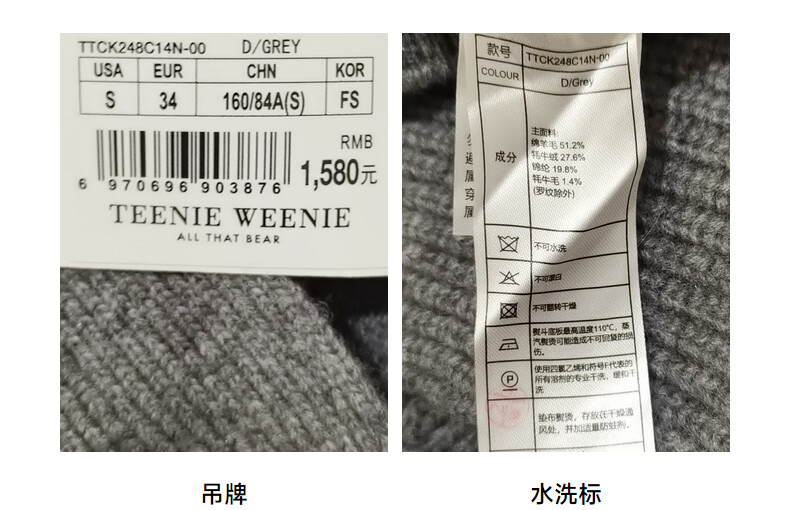 TTCK248C14N-00 D/GREY
USA EUR CHN KOR
S 34 160/84A(S) FS
RMB
1,580元
6 970696 903876
TEENIE WEENIE
ALL THAT BEAR
吊牌
款号 TTCK248C14N-00
COLOUR D/Grey
成分
主面料:
绵羊毛 51.2%
牦牛绒 27.6%
锦纶 19.8%
牦牛毛 1.4%
(罗纹除外)
不可水洗
不可漂白
不可翻转干燥
熨斗底板最高温度110℃, 蒸
汽熨烫可能造成不可回复的损
伤。
P
使用四氯乙烯和符号F代表的
所有溶剂的专业干洗, 缓和干
洗
垫布熨烫, 存放在干燥通
风处, 并加适量防蛀剂。
属
穿
属
水洗标